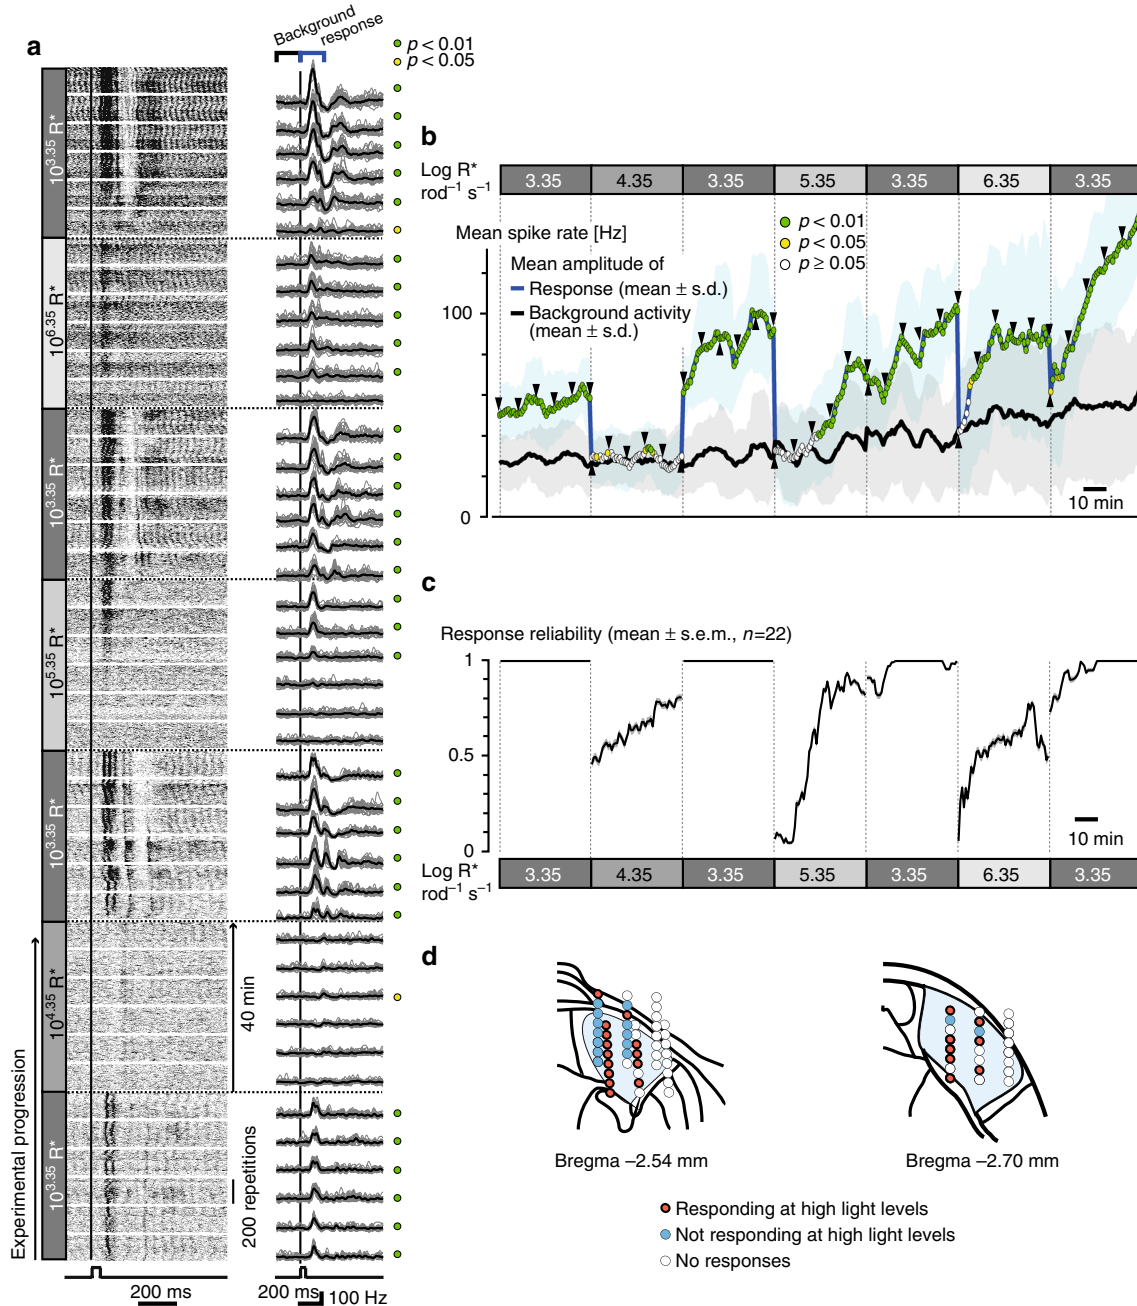 a
Background
response
p < 0.01
p < 0.05
10^3.35 R*
10^6.35 R*
10^3.35 R*
10^5.35 R*
10^3.35 R*
10^4.35 R*
10^3.35 R*
Experimental progression
40 min
200 repetitions
200 ms
200 ms
100 Hz
b
Log R*
rod⁻¹ s⁻¹
3.35 4.35 3.35 5.35 3.35 6.35 3.35
Mean spike rate [Hz]
p < 0.01
p < 0.05
p ≥ 0.05
Mean amplitude of
Response (mean ± s.d.)
Background activity
(mean ± s.d.)
100
0
10 min
c
Response reliability (mean ± s.e.m., n=22)
1
0.5
0
10 min
Log R*
rod⁻¹ s⁻¹
3.35 4.35 3.35 5.35 3.35 6.35 3.35
d
Bregma –2.54 mm
Bregma –2.70 mm
Responding at high light levels
Not responding at high light levels
No responses